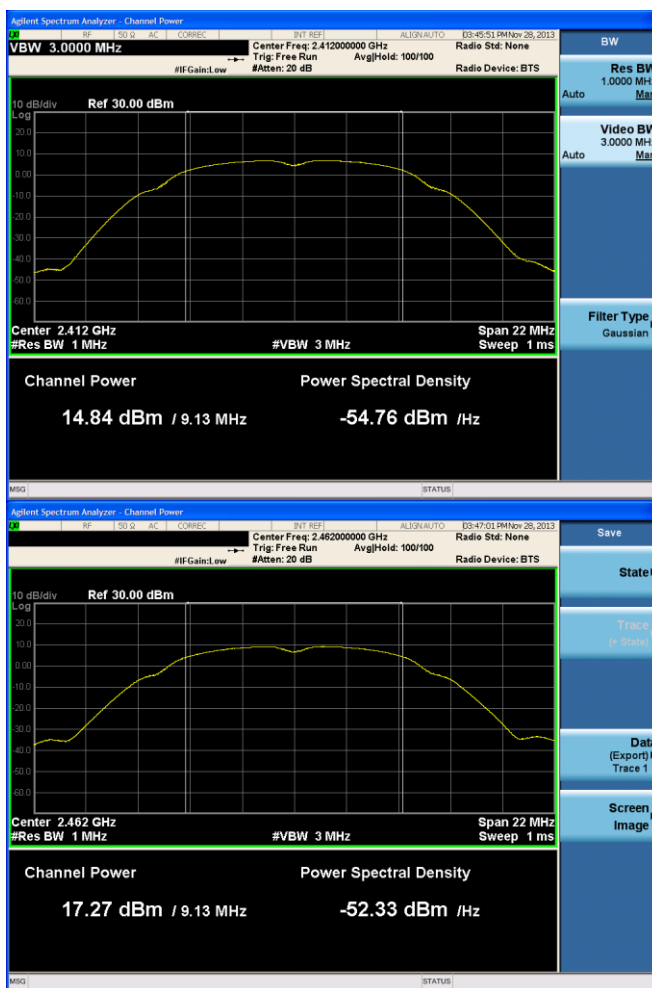 Agilent Spectrum Analyzer - Channel Power
LXI RF 50 Ω AC CORREC INT REF ALIGN AUTO 03:45:51 PM Nov 28, 2013
VBW 3.0000 MHz Center Freq: 2.412000000 GHz Radio Std: None
Trig: Free Run Avg|Hold: 100/100
#IFGain:Low #Atten: 20 dB Radio Device: BTS
BW
Res BW
1.0000 MHz
Auto Man
Video BW
3.0000 MHz
Auto Man
Filter Type
Gaussian
10 dB/div Ref 30.00 dBm
Log
20.0
10.0
0.00
-10.0
-20.0
-30.0
-40.0
-50.0
-60.0
Center 2.412 GHz Span 22 MHz
#Res BW 1 MHz #VBW 3 MHz Sweep 1 ms
Channel Power Power Spectral Density
14.84 dBm / 9.13 MHz -54.76 dBm /Hz
MSG STATUS
Agilent Spectrum Analyzer - Channel Power
LXI RF 50 Ω AC CORREC INT REF ALIGN AUTO 03:47:01 PM Nov 28, 2013
Center Freq: 2.462000000 GHz Radio Std: None
Trig: Free Run Avg|Hold: 100/100
#IFGain:Low #Atten: 20 dB Radio Device: BTS
Save
State
Trace
(+ State)
Data
(Export)
Trace 1
Screen
Image
10 dB/div Ref 30.00 dBm
Log
20.0
10.0
0.00
-10.0
-20.0
-30.0
-40.0
-50.0
-60.0
Center 2.462 GHz Span 22 MHz
#Res BW 1 MHz #VBW 3 MHz Sweep 1 ms
Channel Power Power Spectral Density
17.27 dBm / 9.13 MHz -52.33 dBm /Hz
MSG STATUS